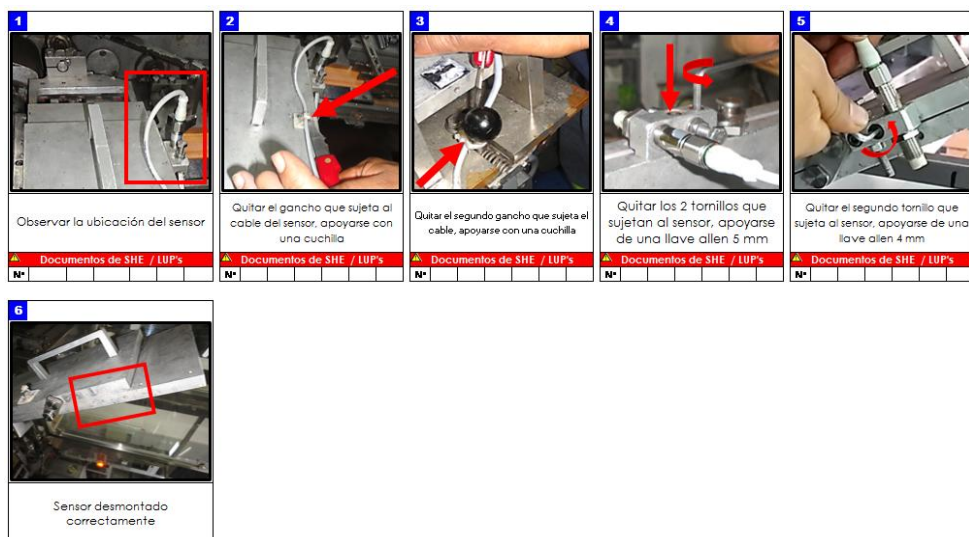 1
Observar la ubicación del sensor
Documentos de SHE / LUP's
N°
2
Quitar el gancho que sujeta al
cable del sensor, apoyarse con
una cuchilla
Documentos de SHE / LUP's
N°
3
Quitar el segundo gancho que sujeta el
cable, apoyarse con una cuchilla
Documentos de SHE / LUP's
N°
4
Quitar los 2 tornillos que
sujetan al sensor, apoyarse
de una llave allen 5 mm
Documentos de SHE / LUP's
N°
5
Quitar el segundo tornillo que
sujeta al sensor, apoyarse de una
llave allen 4 mm
Documentos de SHE / LUP's
N°
6
Sensor desmontado
correctamente